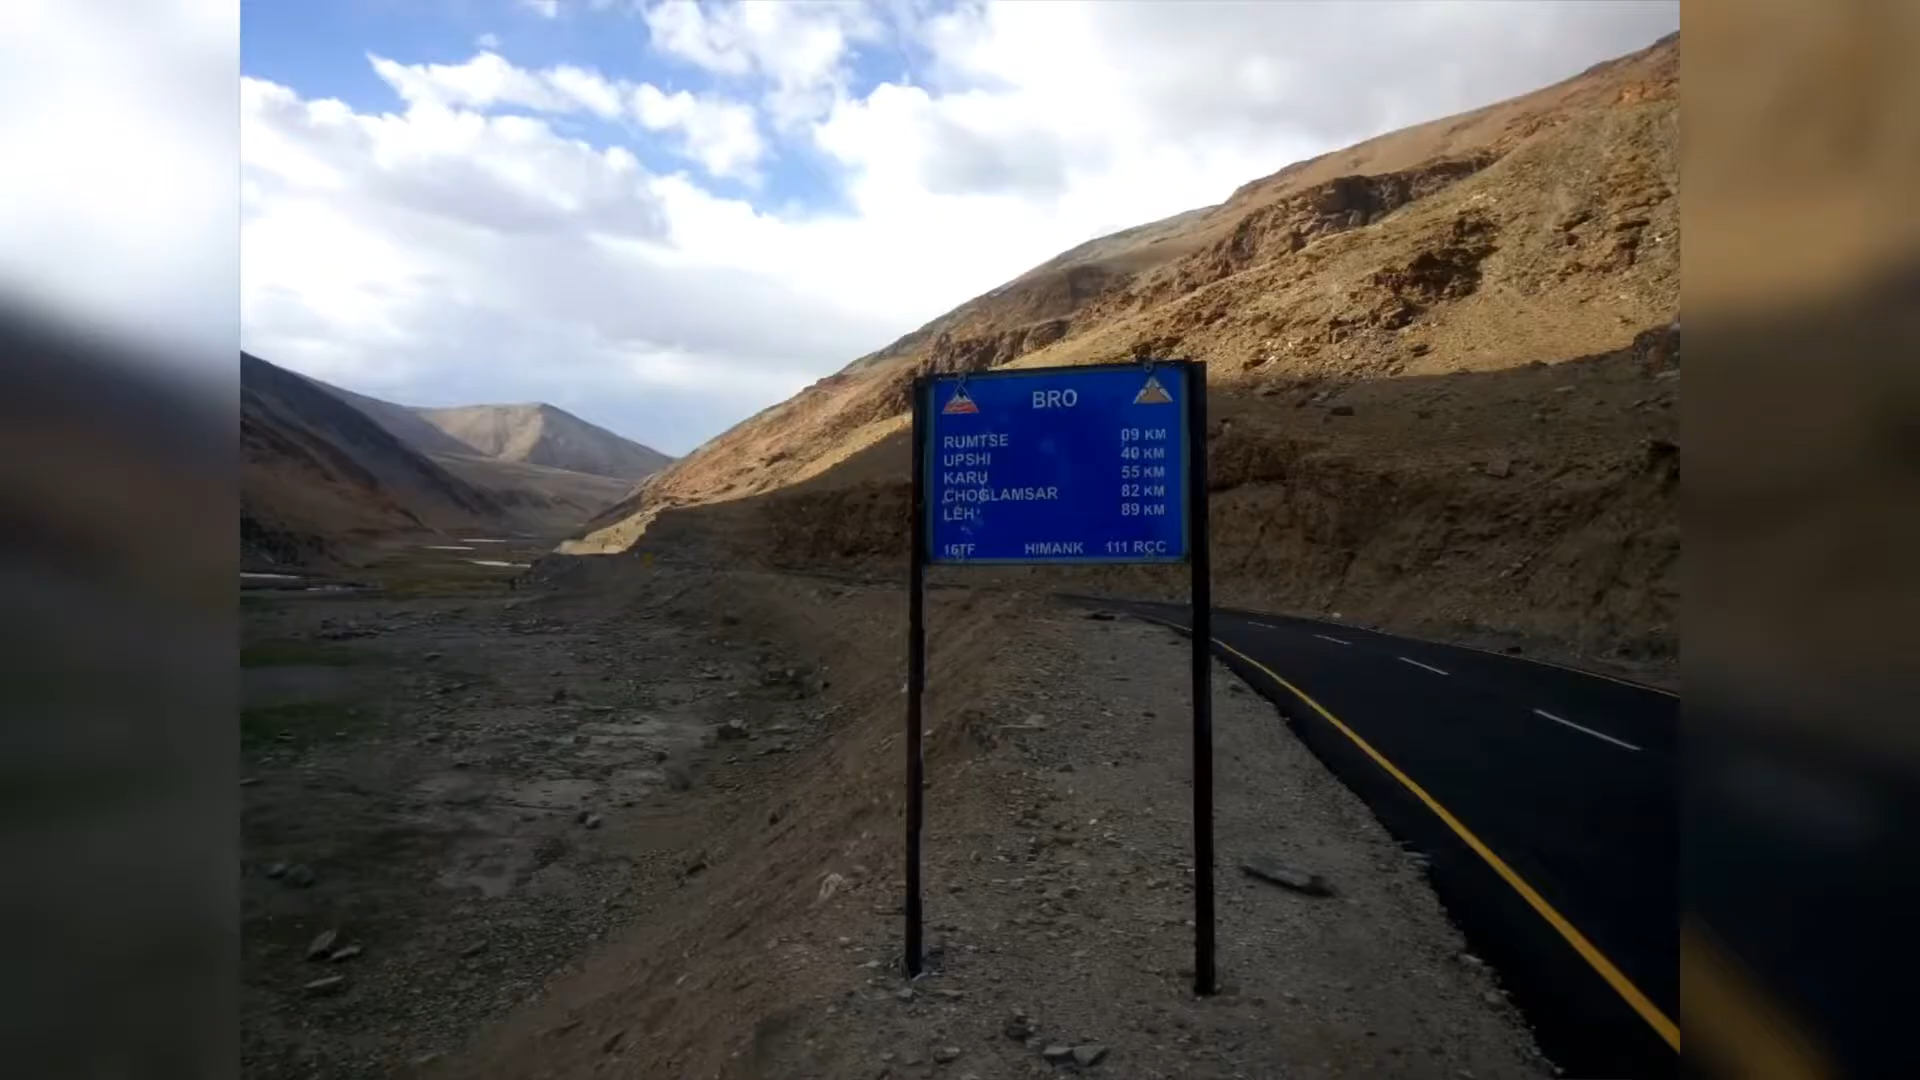 BRO
RUMTSE 09 KM
UPSHI 40 KM
KARU 55 KM
CHOGLAMSAR 82 KM
LEH 89 KM
16TF HIMANK 111 RCC